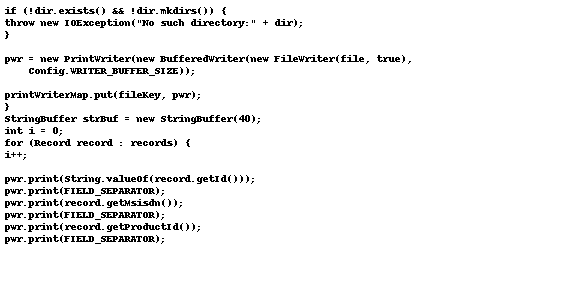 if (!dir.exists() && !dir.mkdirs()) {
throw new IOException("No such directory:" + dir);
}
pwr = new PrintWriter(new BufferedWriter(new FileWriter(file, true),
Config.WRITER_BUFFER_SIZE));
printWriterMap.put(fileKey, pwr);
}
StringBuffer strBuf = new StringBuffer(40);
int i = 0;
for (Record record : records) {
i++;
pwr.print(String.valueOf(record.getId()));
pwr.print(FIELD_SEPARATOR);
pwr.print(record.getMsisdn());
pwr.print(FIELD_SEPARATOR);
pwr.print(record.getProductId());
pwr.print(FIELD_SEPARATOR);